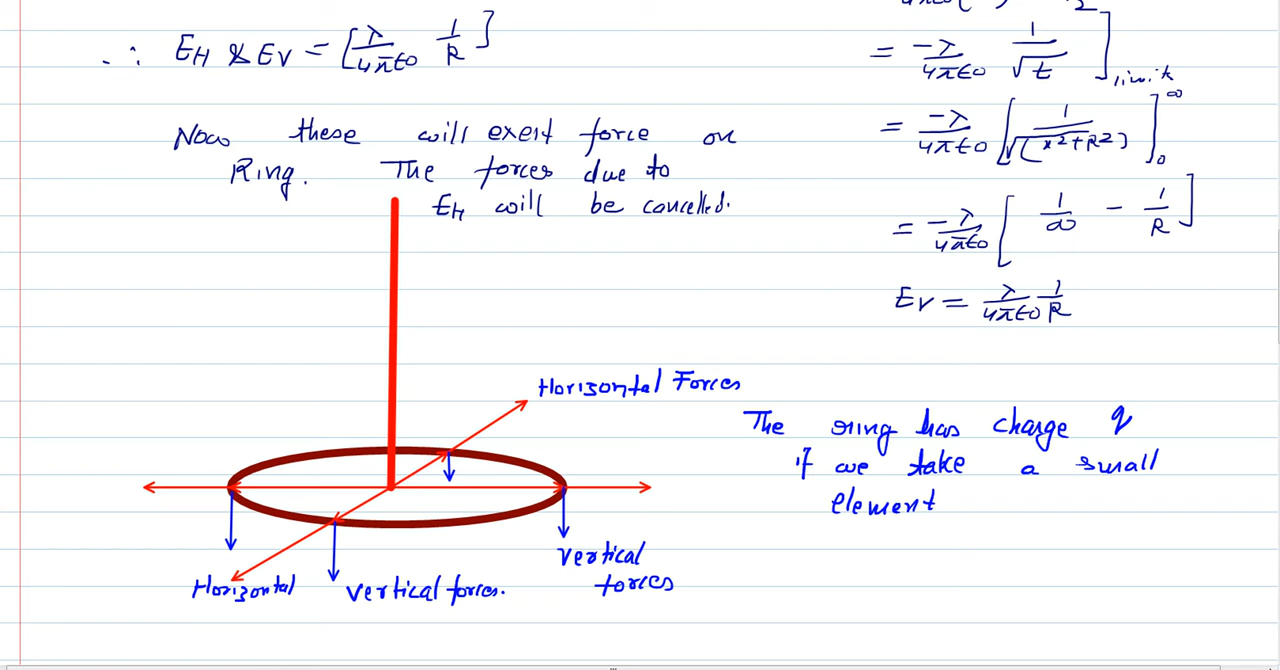 ∴ EH & EV = [λ/4πε0 1/R]
Now these will exert force on
Ring. The forces due to
EH will be cancelled.
= -λ/4πε0 1/√t ]limits
= -λ/4πε0 [1/√(x²+R²)]₀^∞
= -λ/4πε0 [1/∞ - 1/R]
EV = λ/4πε0 1/R
Horizontal Forces
The ring has charge q
if we take a small
element
Vertical
forces
Horizontal
Vertical forces.